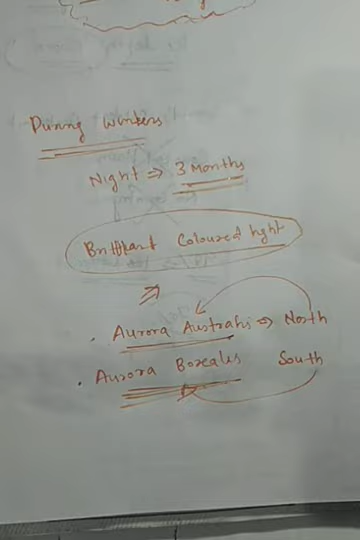 During Winters
Night ⇒ 3 Months
Brilliant Coloured light
⇒
. Aurora Australis ⇒ North
. Aurora Borealis South